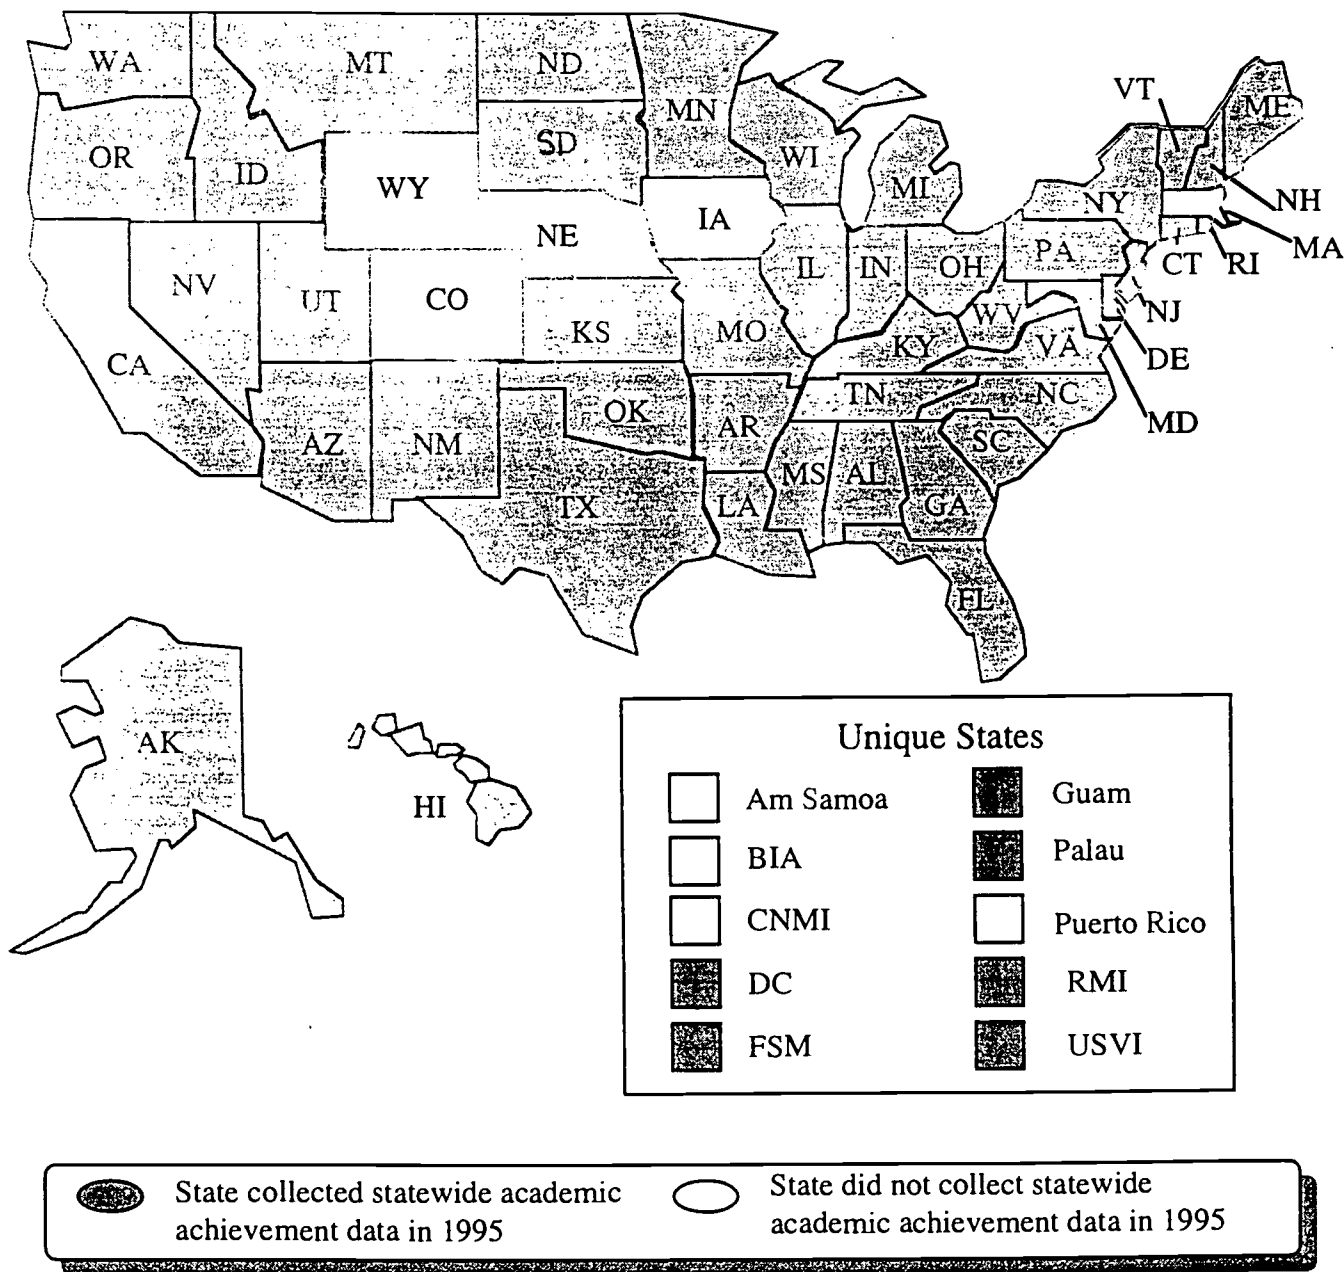 WA
MT
ND
MN
VT
ME
OR
ID
SD
WI
MI
NY
NH
WY
IA
NE
MA
NV
UT
CO
IL
IN
OH
PA
CT
RI
NJ
KS
MO
WV
KY
VA
DE
CA
TN
NC
MD
AZ
NM
OK
AR
SC
MS
AL
GA
TX
LA
FL
AK
HI
Unique States
Am Samoa
Guam
BIA
Palau
CNMI
Puerto Rico
DC
RMI
FSM
USVI
State collected statewide academic
achievement data in 1995
State did not collect statewide
academic achievement data in 1995